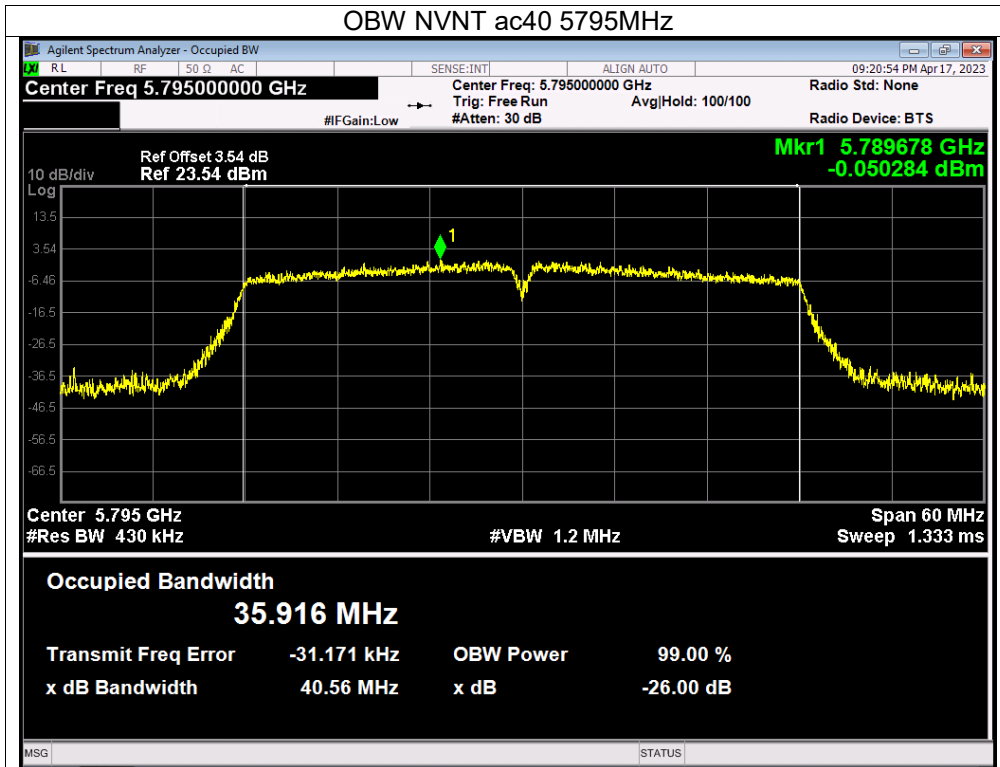 OBW NVNT ac40 5795MHz
Agilent Spectrum Analyzer - Occupied BW
LXI RL RF 50 Ω AC SENSE:INT ALIGN AUTO 09:20:54 PM Apr 17, 2023
Center Freq 5.795000000 GHz Center Freq: 5.795000000 GHz Radio Std: None
Trig: Free Run Avg|Hold: 100/100
#IFGain:Low #Atten: 30 dB Radio Device: BTS
Mkr1 5.789678 GHz
-0.050284 dBm
Ref Offset 3.54 dB
10 dB/div Ref 23.54 dBm
Log
13.5
1
3.54
-6.46
-16.5
-26.5
-36.5
-46.5
-56.5
-66.5
Center 5.795 GHz Span 60 MHz
#Res BW 430 kHz #VBW 1.2 MHz Sweep 1.333 ms
Occupied Bandwidth
35.916 MHz
Transmit Freq Error -31.171 kHz OBW Power 99.00 %
x dB Bandwidth 40.56 MHz x dB -26.00 dB
MSG STATUS